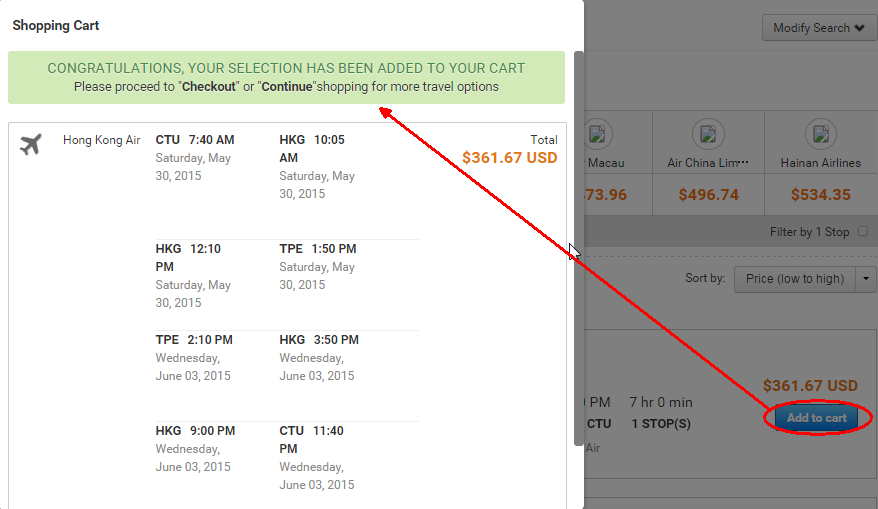 Shopping Cart
CONGRATULATIONS, YOUR SELECTION HAS BEEN ADDED TO YOUR CART
Please proceed to "Checkout" or "Continue"shopping for more travel options
Hong Kong Air
CTU 7:40 AM
Saturday, May
30, 2015
HKG 10:05
AM
Saturday, May
30, 2015
Total
$361.67 USD
HKG 12:10
PM
Saturday, May
30, 2015
TPE 1:50 PM
Saturday, May
30, 2015
TPE 2:10 PM
Wednesday,
June 03, 2015
HKG 3:50 PM
Wednesday,
June 03, 2015
HKG 9:00 PM
Wednesday,
June 03, 2015
CTU 11:40
PM
Wednesday,
June 03, 2015
Modify Search
Macau
Air China Lim···
Hainan Airlines
73.96
$496.74
$534.35
Filter by 1 Stop
Sort by:
Price (low to high)
$361.67 USD
PM
7 hr 0 min
Add to cart
CTU
1 STOP(S)
Air